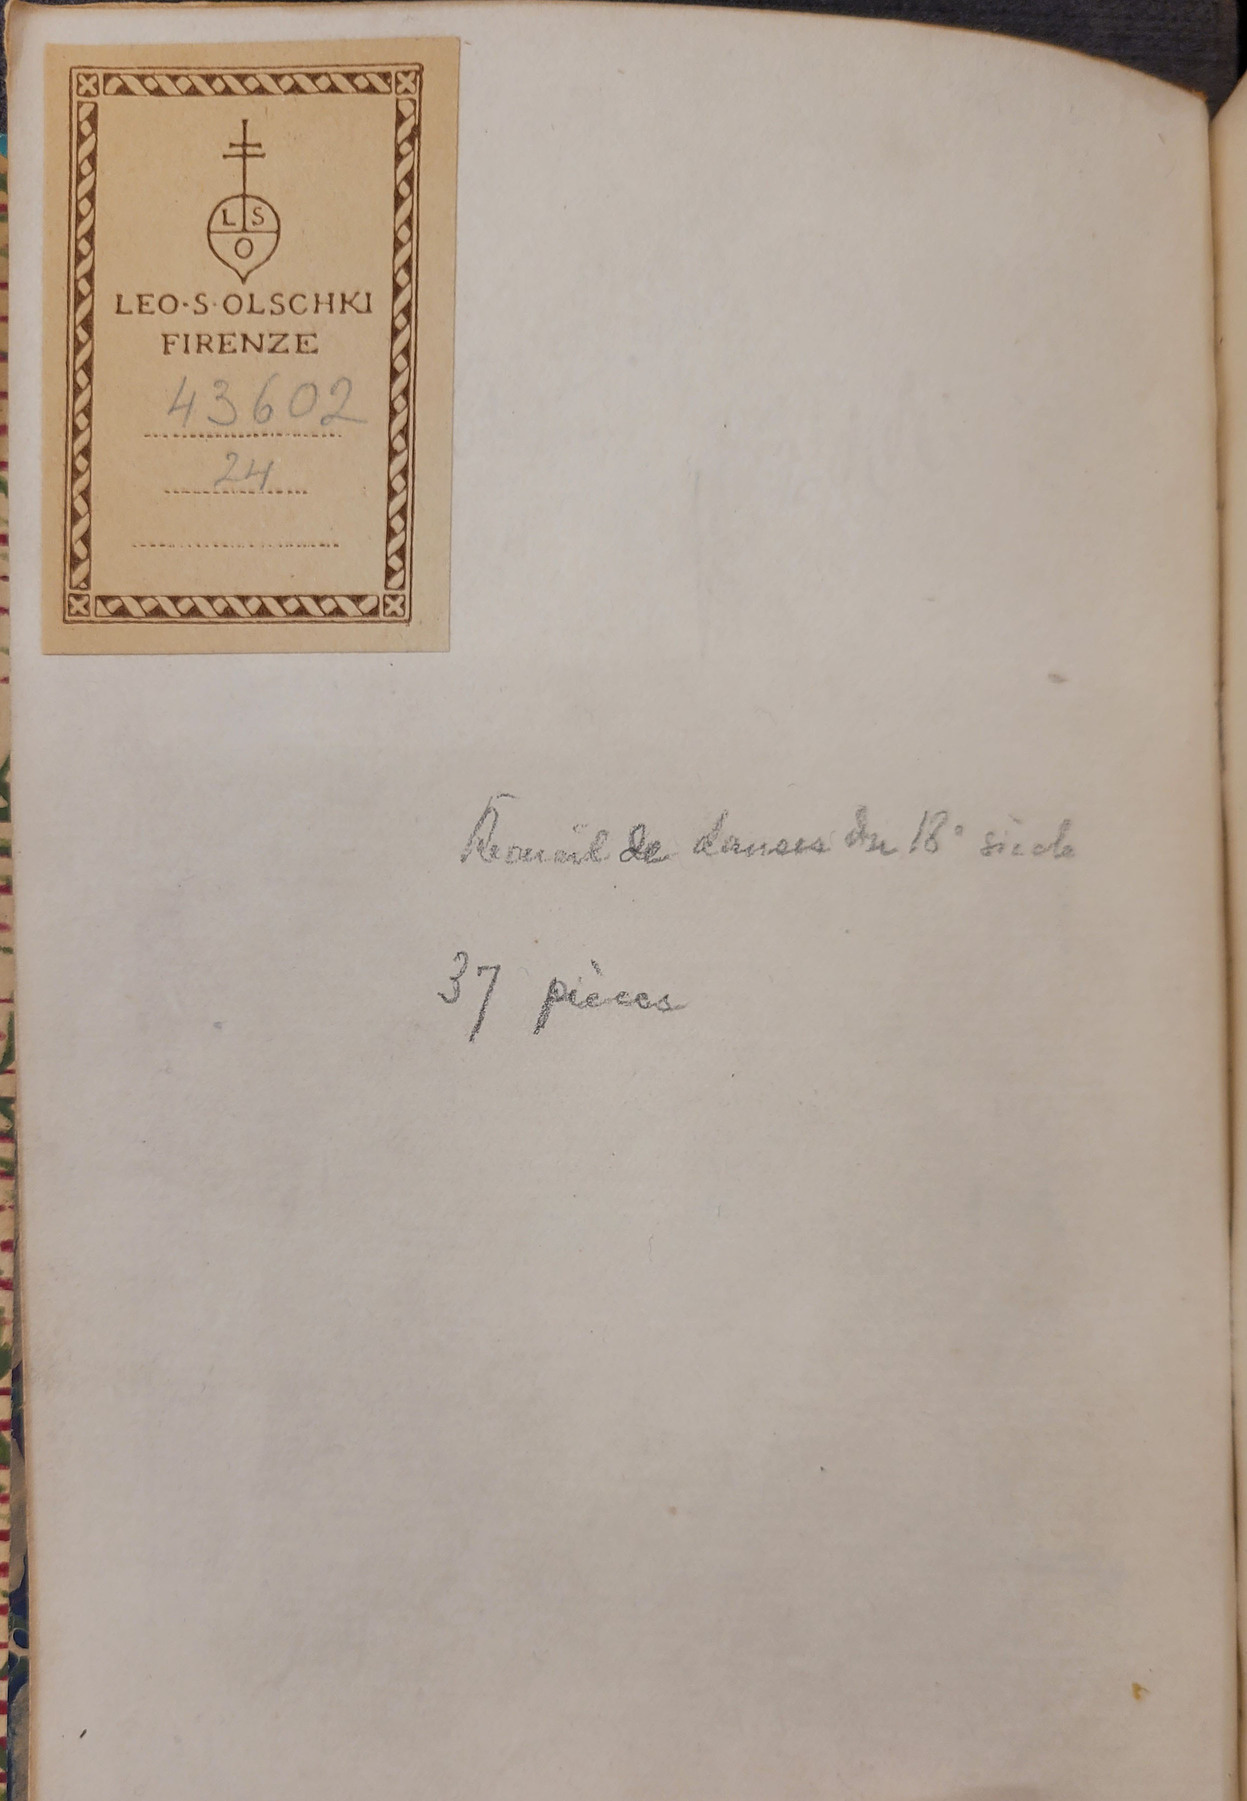 L S
O
LEO·S·OLSCHKI
FIRENZE
43602
24
Recueil de danses du 18e siècle
37 pièces